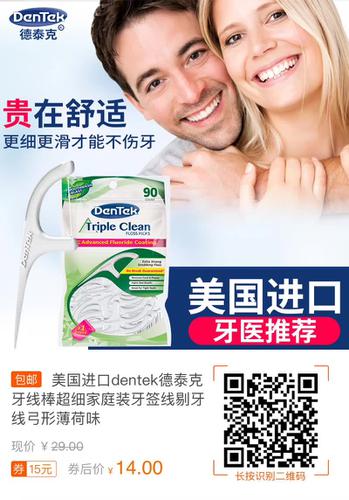 DenTek
德泰克
贵在舒适
更细更滑才能不伤牙
DenTek
90
DenTek
Triple Clean
FLOSS PICKS
Advanced Fluoride Coating
美国进口
牙医推荐
包邮 美国进口dentek德泰克
牙线棒超细家庭装牙签线剔牙
线弓形薄荷味
现价 ¥29.00
券 15元 券后价 ¥14.00
长按识别二维码